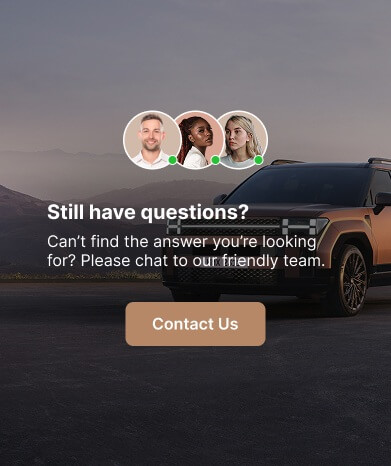 Still have questions?
Can’t find the answer you’re looking
for? Please chat to our friendly team.
Contact Us